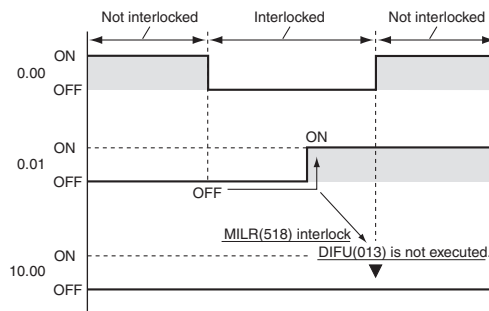 Not interlocked Interlocked Not interlocked
ON
0.00
OFF
ON ON
0.01
OFF
OFF
MILR(518) interlock
DIFU(013) is not executed.
ON
10.00
OFF